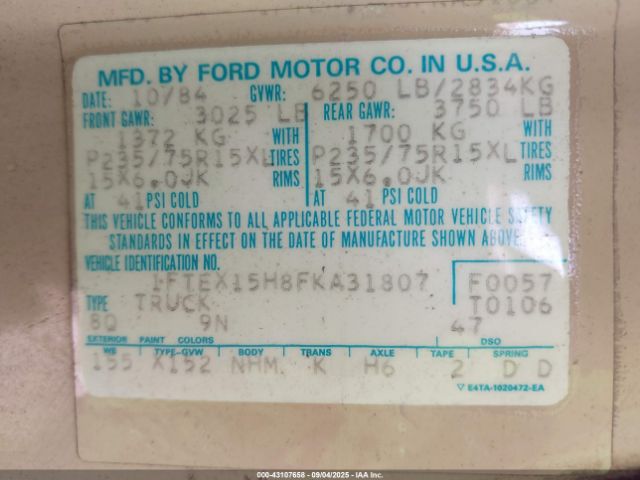 MFD. BY FORD MOTOR CO. IN U.S.A.
DATE: 10/84 GVWR: 6250 LB/2834KG
FRONT GAWR: 3025 LB REAR GAWR: 3750 LB
1372 KG WITH 1700 KG WITH
P235/75R15XL TIRES P235/75R15XL TIRES
15X6.0JK RIMS 15X6.0JK RIMS
AT 41 PSI COLD AT 41 PSI COLD
THIS VEHICLE CONFORMS TO ALL APPLICABLE FEDERAL MOTOR VEHICLE SAFETY
STANDARDS IN EFFECT ON THE DATE OF MANUFACTURE SHOWN ABOVE
VEHICLE IDENTIFICATION NO.
1FTEX15H8FKA31807 F0057
TYPE TRUCK T0106
8Q 9N 47
EXTERIOR PAINT COLORS DSO
WB TYPE-GVW BODY TRANS AXLE TAPE SPRING
155 X152 NHM K H6 2 D D
▽ E4TA-1020472-EA
000-43107658 - 09/04/2025 - IAA Inc.